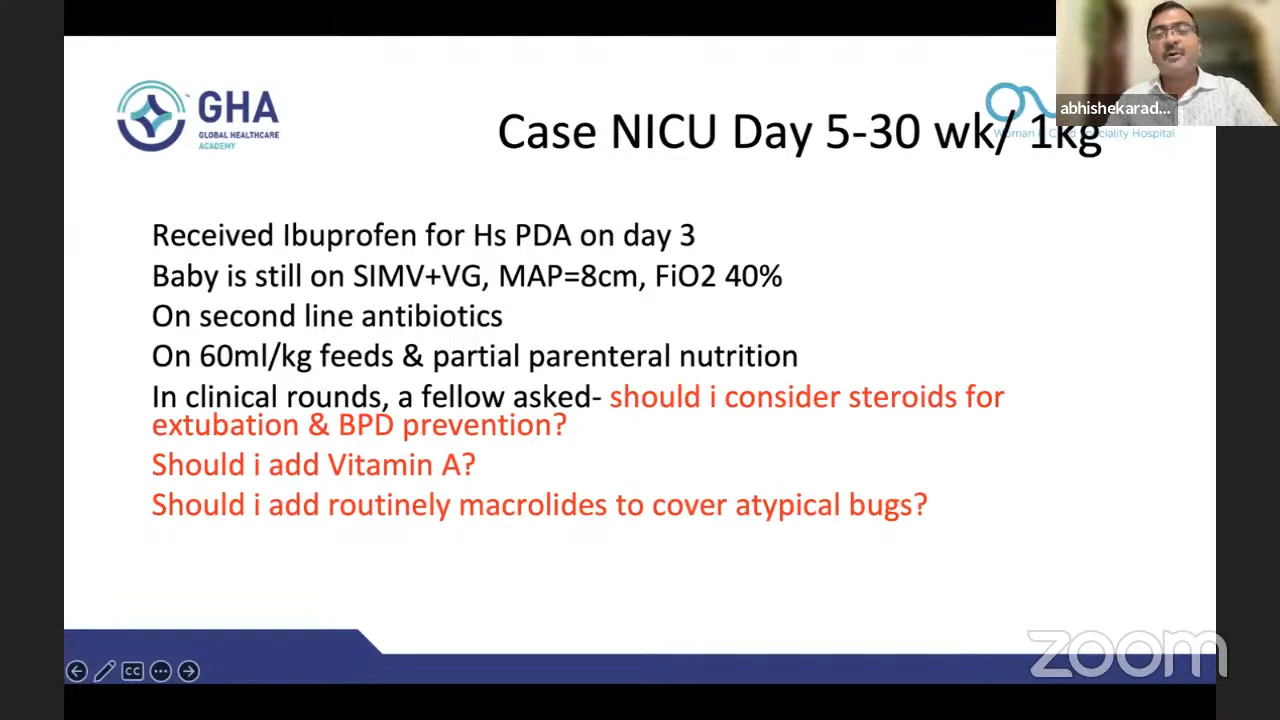 GHA
GLOBAL HEALTHCARE
ACADEMY
abhishekarad...
Case NICU Day 5-30 wk/ 1kg
Received Ibuprofen for Hs PDA on day 3
Baby is still on SIMV+VG, MAP=8cm, FiO2 40%
On second line antibiotics
On 60ml/kg feeds & partial parenteral nutrition
In clinical rounds, a fellow asked- should i consider steroids for
extubation & BPD prevention?
Should i add Vitamin A?
Should i add routinely macrolides to cover atypical bugs?
CC
zoom